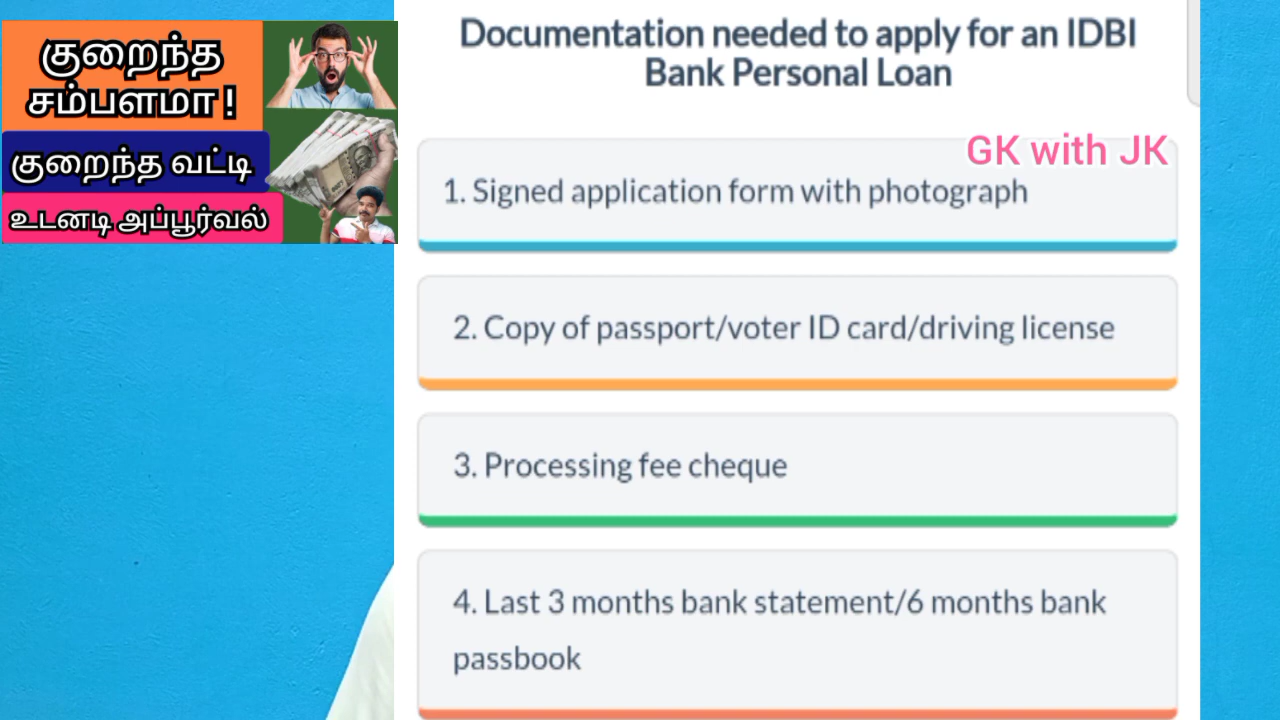 குறைந்த
சம்பளமா !
குறைந்த வட்டி
உடனடி அப்பூர்வல்
Documentation needed to apply for an IDBI
Bank Personal Loan
GK with JK
1. Signed application form with photograph
2. Copy of passport/voter ID card/driving license
3. Processing fee cheque
4. Last 3 months bank statement/6 months bank
passbook